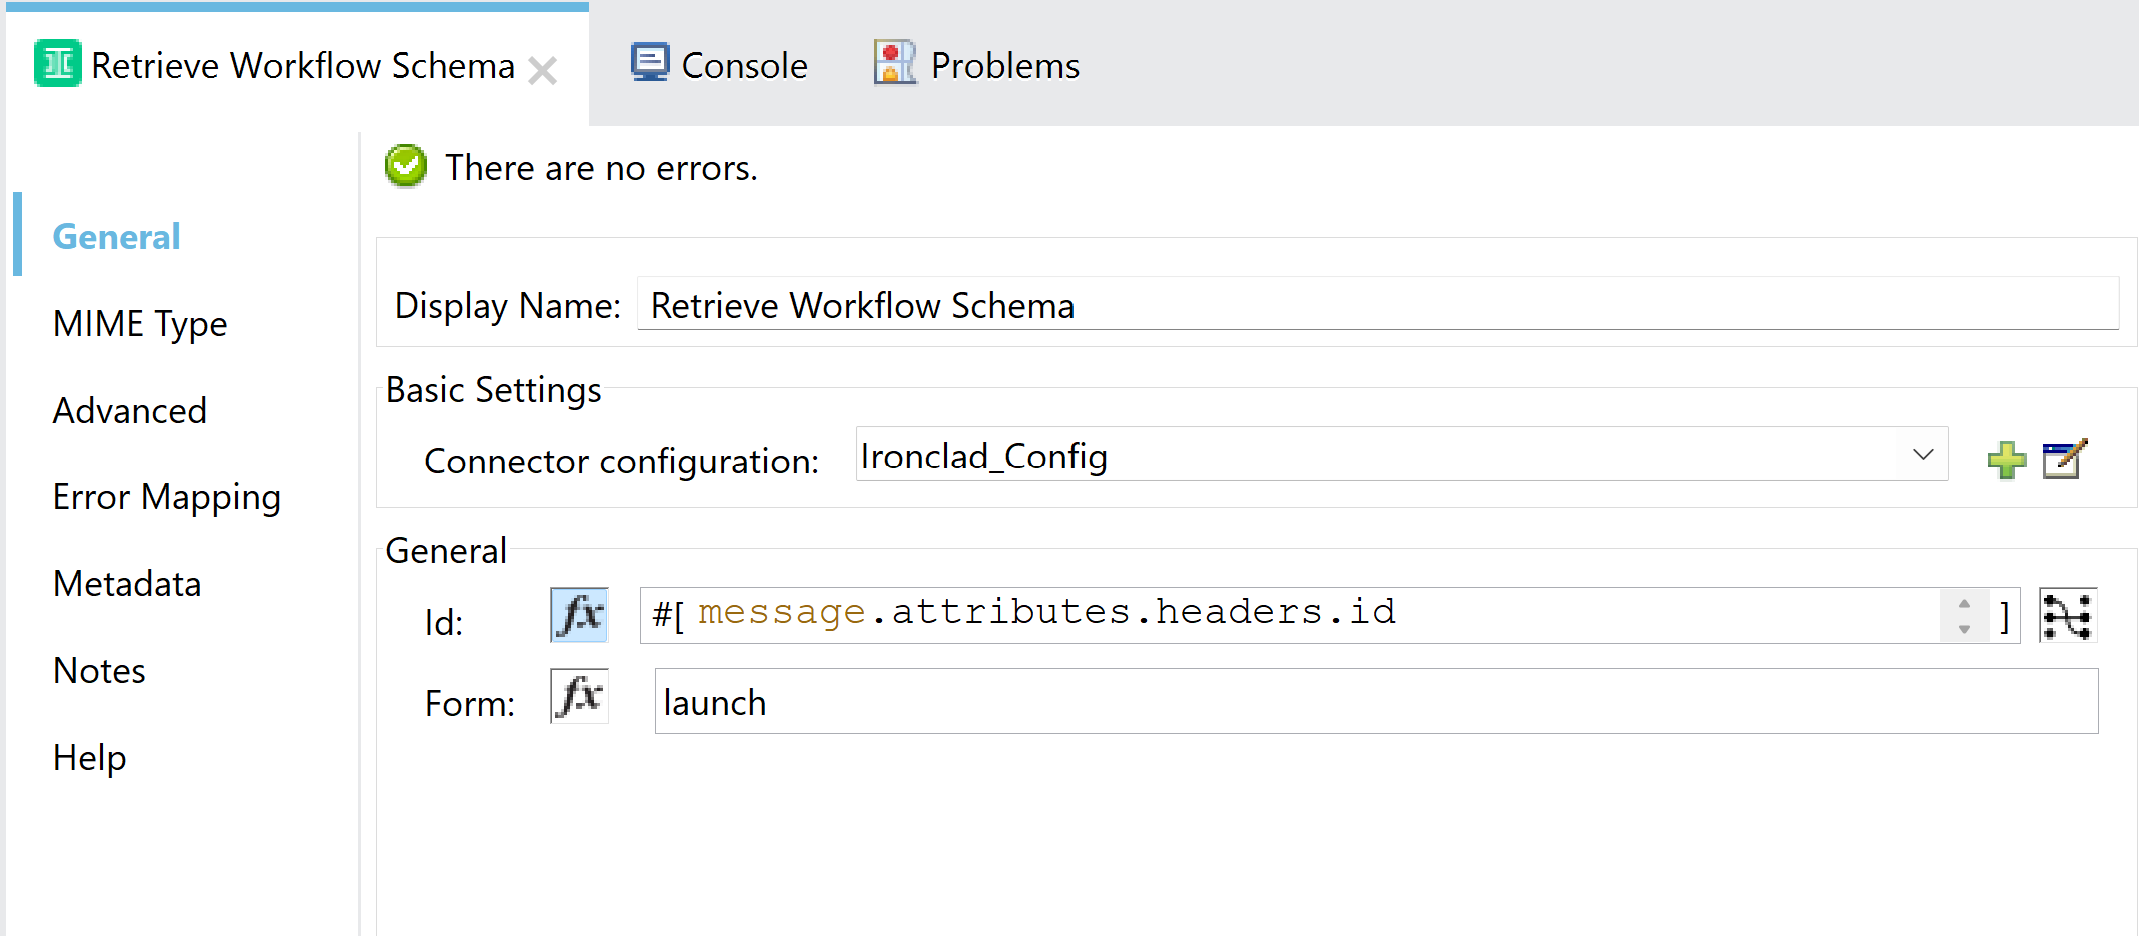 Retrieve Workflow Schema
Console
Problems
There are no errors.
General
MIME Type
Advanced
Error Mapping
Metadata
Notes
Help
Display Name: Retrieve Workflow Schema
Basic Settings
Connector configuration: Ironclad_Config
General
Id: fx #[ message.attributes.headers.id ]
Form: fx launch